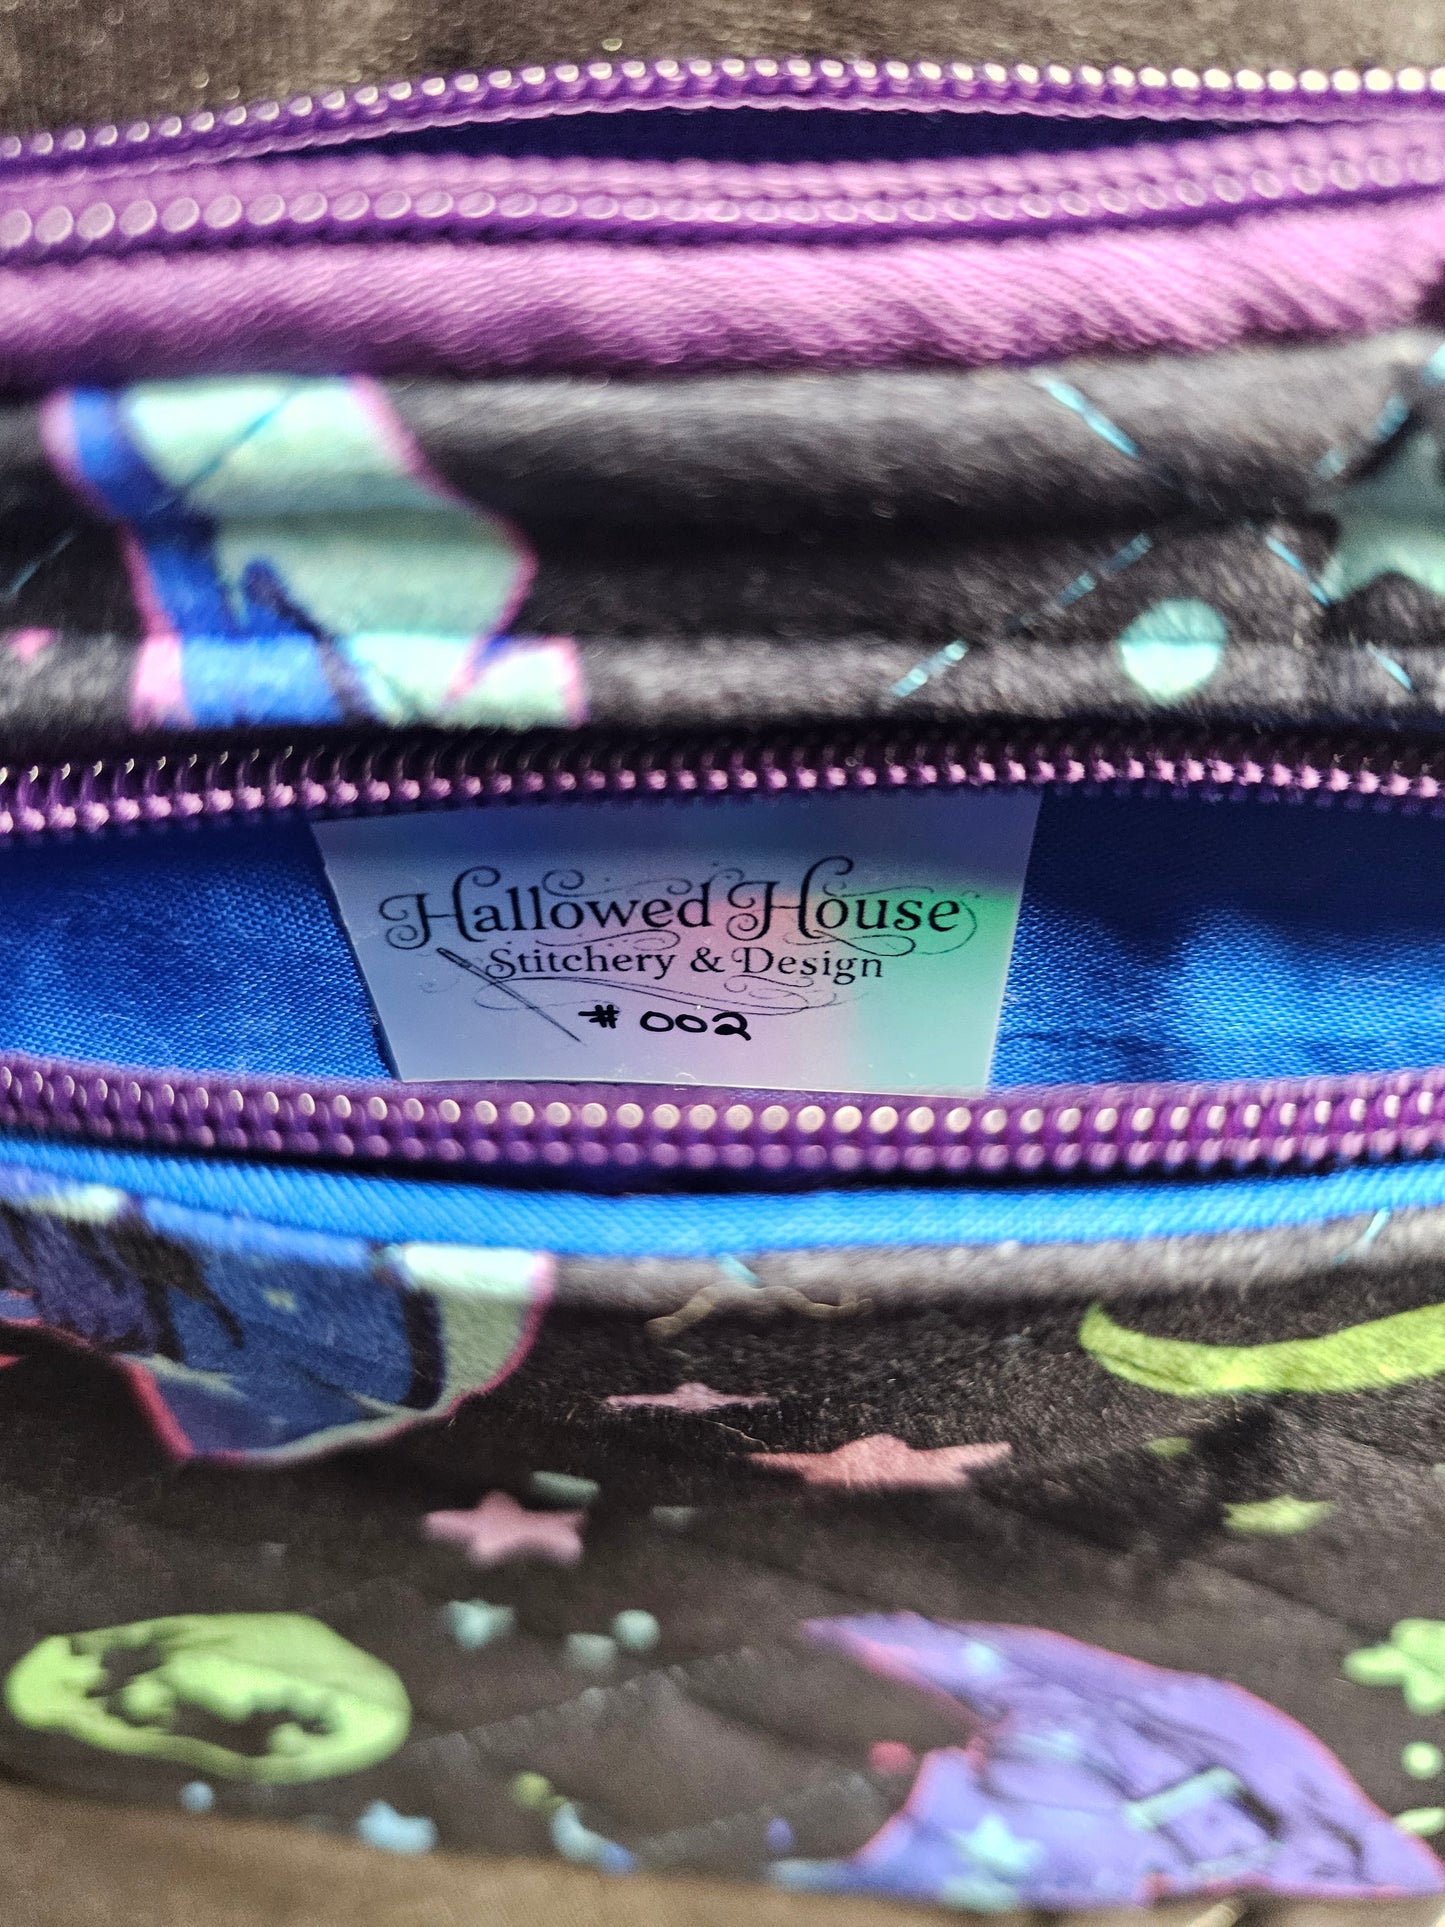 Hallowed House
Stitchery & Design
# 002